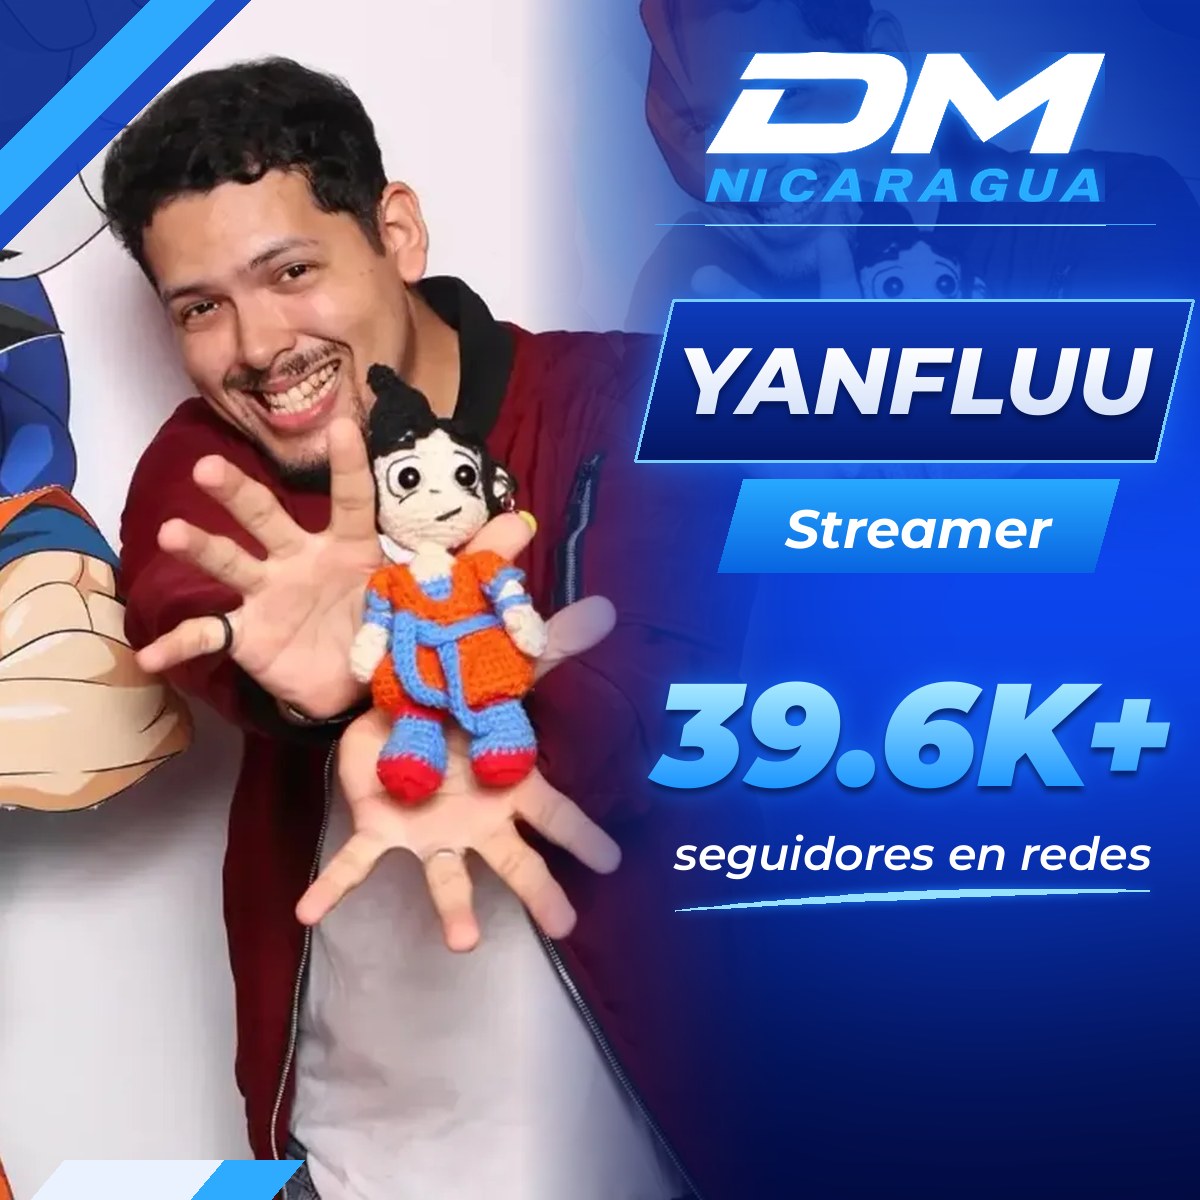 DM
NICARAGUA
YANFLUU
Streamer
39.6K+
seguidores en redes